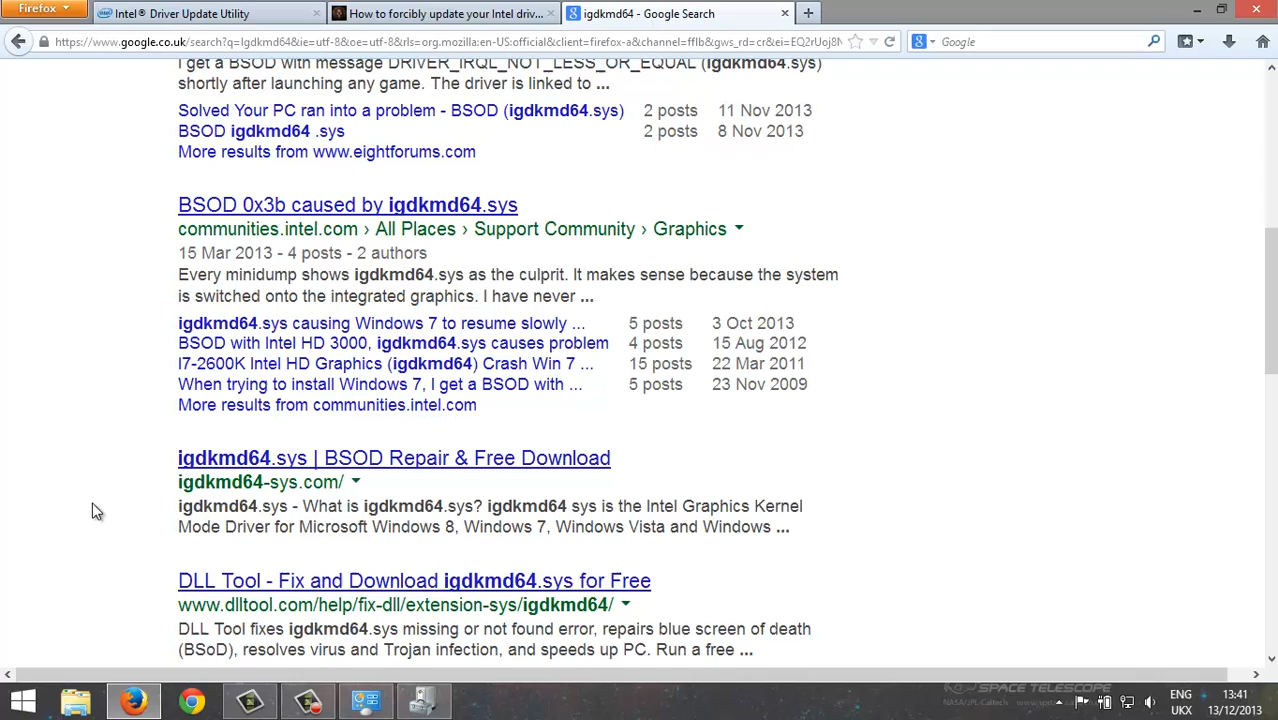 Firefox
Intel® Driver Update Utility
How to forcibly update your Intel driv...
igdkmd64 - Google Search
https://www.google.co.uk/search?q=Igdkmd64&ie=utf-8&oe=utf-8&rls=org.mozilla:en-US:official&client=firefox-a&channel=fflb&gws_rd=cr&ei=EQ2rUoj8N
Google
I get a BSOD with message DRIVER_IRQL_NOT_LESS_OR_EQUAL (igdkmd64.sys)
shortly after launching any game. The driver is linked to ...
Solved Your PC ran into a problem - BSOD (igdkmd64.sys) 2 posts 11 Nov 2013
BSOD igdkmd64 .sys 2 posts 8 Nov 2013
More results from www.eightforums.com
BSOD 0x3b caused by igdkmd64.sys
communities.intel.com › All Places › Support Community › Graphics
15 Mar 2013 - 4 posts - 2 authors
Every minidump shows igdkmd64.sys as the culprit. It makes sense because the system
is switched onto the integrated graphics. I have never ...
igdkmd64.sys causing Windows 7 to resume slowly ... 5 posts 3 Oct 2013
BSOD with Intel HD 3000, igdkmd64.sys causes problem 4 posts 15 Aug 2012
I7-2600K Intel HD Graphics (igdkmd64) Crash Win 7 ... 15 posts 22 Mar 2011
When trying to install Windows 7, I get a BSOD with ... 5 posts 23 Nov 2009
More results from communities.intel.com
igdkmd64.sys | BSOD Repair & Free Download
igdkmd64-sys.com/
igdkmd64.sys - What is igdkmd64.sys? igdkmd64 sys is the Intel Graphics Kernel
Mode Driver for Microsoft Windows 8, Windows 7, Windows Vista and Windows ...
DLL Tool - Fix and Download igdkmd64.sys for Free
www.dlltool.com/help/fix-dll/extension-sys/igdkmd64/
DLL Tool fixes igdkmd64.sys missing or not found error, repairs blue screen of death
(BSoD), resolves virus and Trojan infection, and speeds up PC. Run a free ...
SPACE TELESCOPE
NASA/JPL-Caltech
ENG
UKX
13:41
13/12/2013